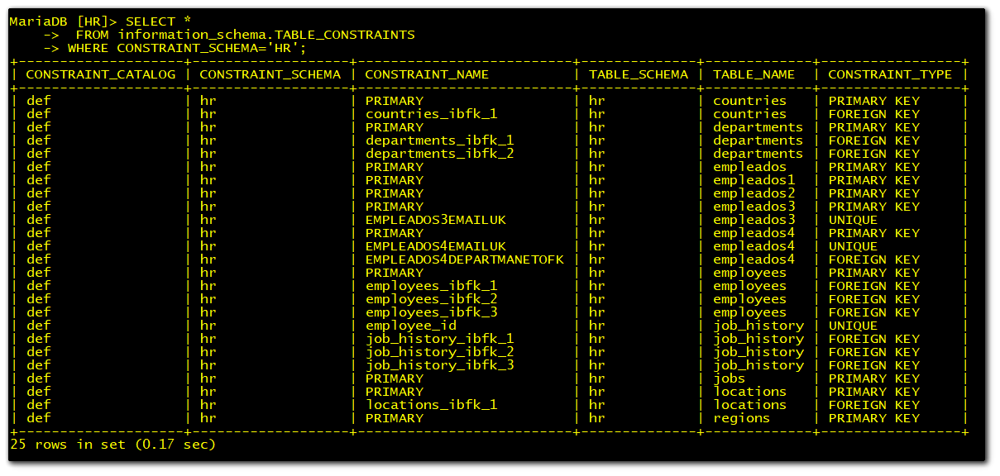 MariaDB [HR]> SELECT *
    ->  FROM information_schema.TABLE_CONSTRAINTS
    -> WHERE CONSTRAINT_SCHEMA='HR';
+--------------------+-------------------+--------------------------+--------------+-------------+-----------------+
| CONSTRAINT_CATALOG | CONSTRAINT_SCHEMA | CONSTRAINT_NAME          | TABLE_SCHEMA | TABLE_NAME  | CONSTRAINT_TYPE |
+--------------------+-------------------+--------------------------+--------------+-------------+-----------------+
| def                | hr                | PRIMARY                  | hr           | countries   | PRIMARY KEY     |
| def                | hr                | countries_ibfk_1         | hr           | countries   | FOREIGN KEY     |
| def                | hr                | PRIMARY                  | hr           | departments | PRIMARY KEY     |
| def                | hr                | departments_ibfk_1       | hr           | departments | FOREIGN KEY     |
| def                | hr                | departments_ibfk_2       | hr           | departments | FOREIGN KEY     |
| def                | hr                | PRIMARY                  | hr           | empleados   | PRIMARY KEY     |
| def                | hr                | PRIMARY                  | hr           | empleados1  | PRIMARY KEY     |
| def                | hr                | PRIMARY                  | hr           | empleados2  | PRIMARY KEY     |
| def                | hr                | PRIMARY                  | hr           | empleados3  | PRIMARY KEY     |
| def                | hr                | EMPLEADOS3EMAILUK        | hr           | empleados3  | UNIQUE          |
| def                | hr                | PRIMARY                  | hr           | empleados4  | PRIMARY KEY     |
| def                | hr                | EMPLEADOS4EMAILUK        | hr           | empleados4  | UNIQUE          |
| def                | hr                | EMPLEADOS4DEPARTMANETOFK | hr           | empleados4  | FOREIGN KEY     |
| def                | hr                | PRIMARY                  | hr           | employees   | PRIMARY KEY     |
| def                | hr                | employees_ibfk_1         | hr           | employees   | FOREIGN KEY     |
| def                | hr                | employees_ibfk_2         | hr           | employees   | FOREIGN KEY     |
| def                | hr                | employees_ibfk_3         | hr           | employees   | FOREIGN KEY     |
| def                | hr                | employee_id              | hr           | job_history | UNIQUE          |
| def                | hr                | job_history_ibfk_1       | hr           | job_history | FOREIGN KEY     |
| def                | hr                | job_history_ibfk_2       | hr           | job_history | FOREIGN KEY     |
| def                | hr                | job_history_ibfk_3       | hr           | job_history | FOREIGN KEY     |
| def                | hr                | PRIMARY                  | hr           | jobs        | PRIMARY KEY     |
| def                | hr                | PRIMARY                  | hr           | locations   | PRIMARY KEY     |
| def                | hr                | locations_ibfk_1         | hr           | locations   | FOREIGN KEY     |
| def                | hr                | PRIMARY                  | hr           | regions     | PRIMARY KEY     |
+--------------------+-------------------+--------------------------+--------------+-------------+-----------------+
25 rows in set (0.17 sec)